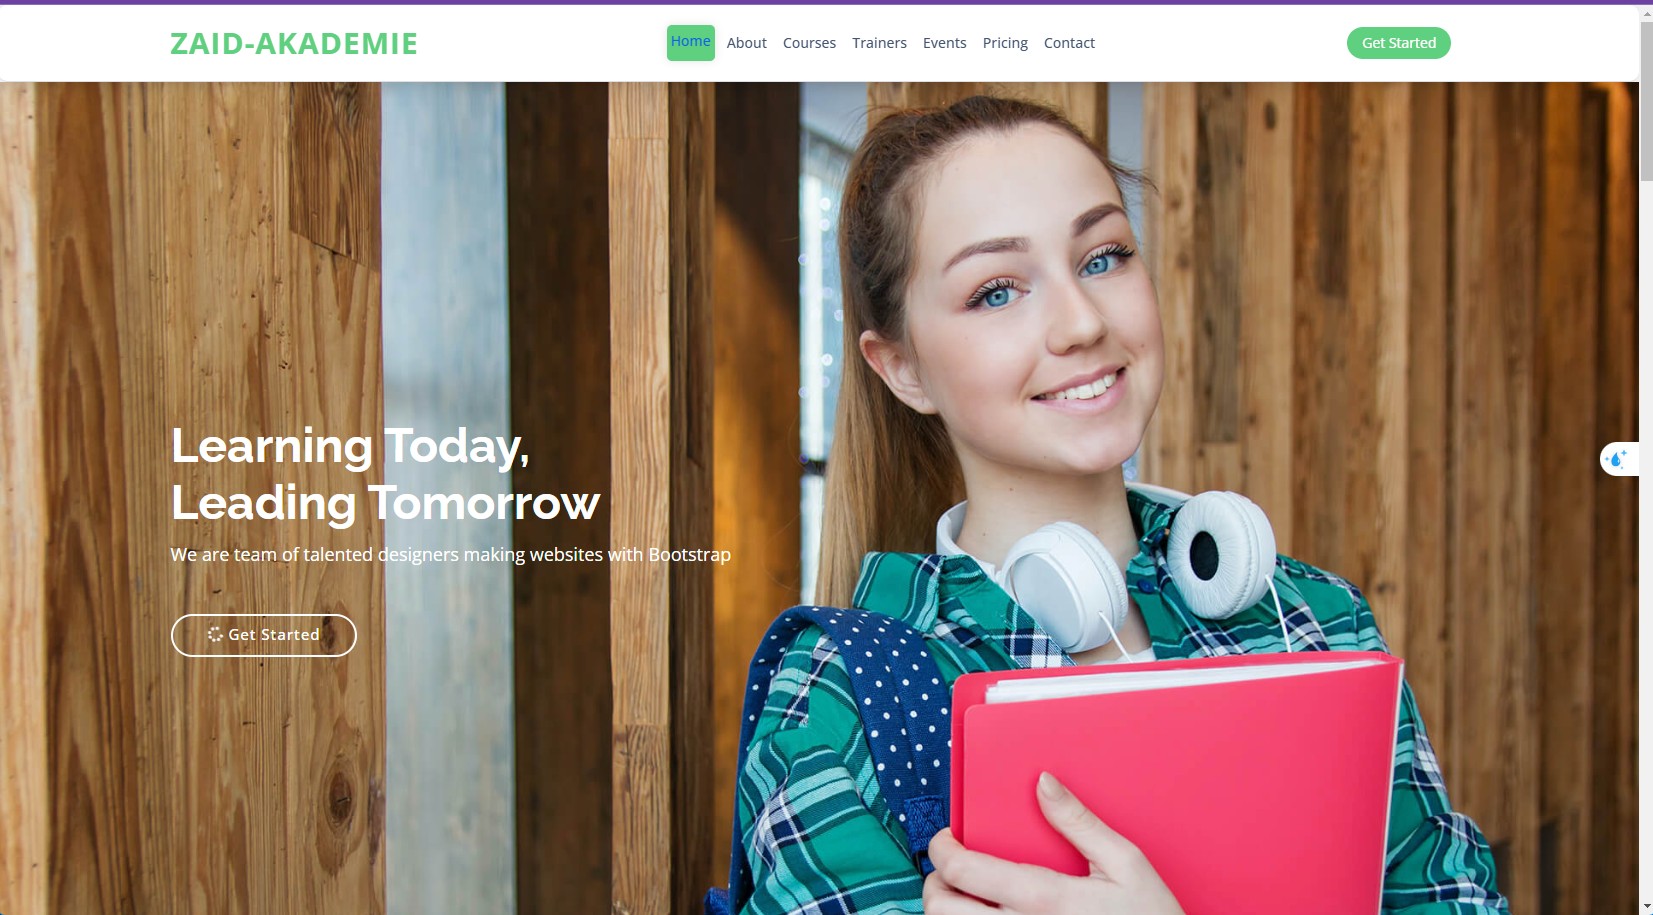 ZAID-AKADEMIE
Home About Courses Trainers Events Pricing Contact
Get Started
Learning Today,
Leading Tomorrow
We are team of talented designers making websites with Bootstrap
Get Started